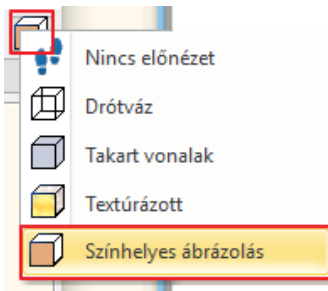 Nincs előnézet
Drótváz
Takart vonalak
Textúrázott
Színhelyes ábrázolás